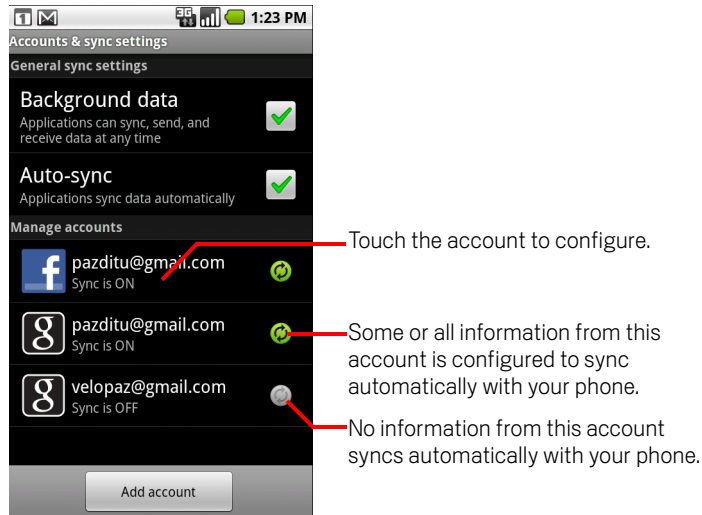 1
3G
1:23 PM
Accounts & sync settings
General sync settings
Background data
Applications can sync, send, and
receive data at any time
Auto-sync
Applications sync data automatically
Manage accounts
f
pazditu@gmail.com
Sync is ON
g
pazditu@gmail.com
Sync is ON
g
velopaz@gmail.com
Sync is OFF
Add account
Touch the account to configure.
Some or all information from this
account is configured to sync
automatically with your phone.
No information from this account
syncs automatically with your phone.